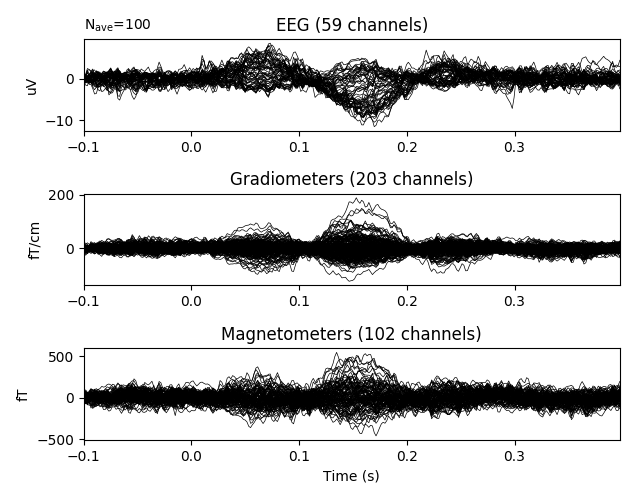 N_ave=100
EEG (59 channels)
uV
0
−10
−0.1 0.0 0.1 0.2 0.3
Gradiometers (203 channels)
fT/cm
200
0
−0.1 0.0 0.1 0.2 0.3
Magnetometers (102 channels)
fT
500
0
−500
−0.1 0.0 0.1 0.2 0.3
Time (s)